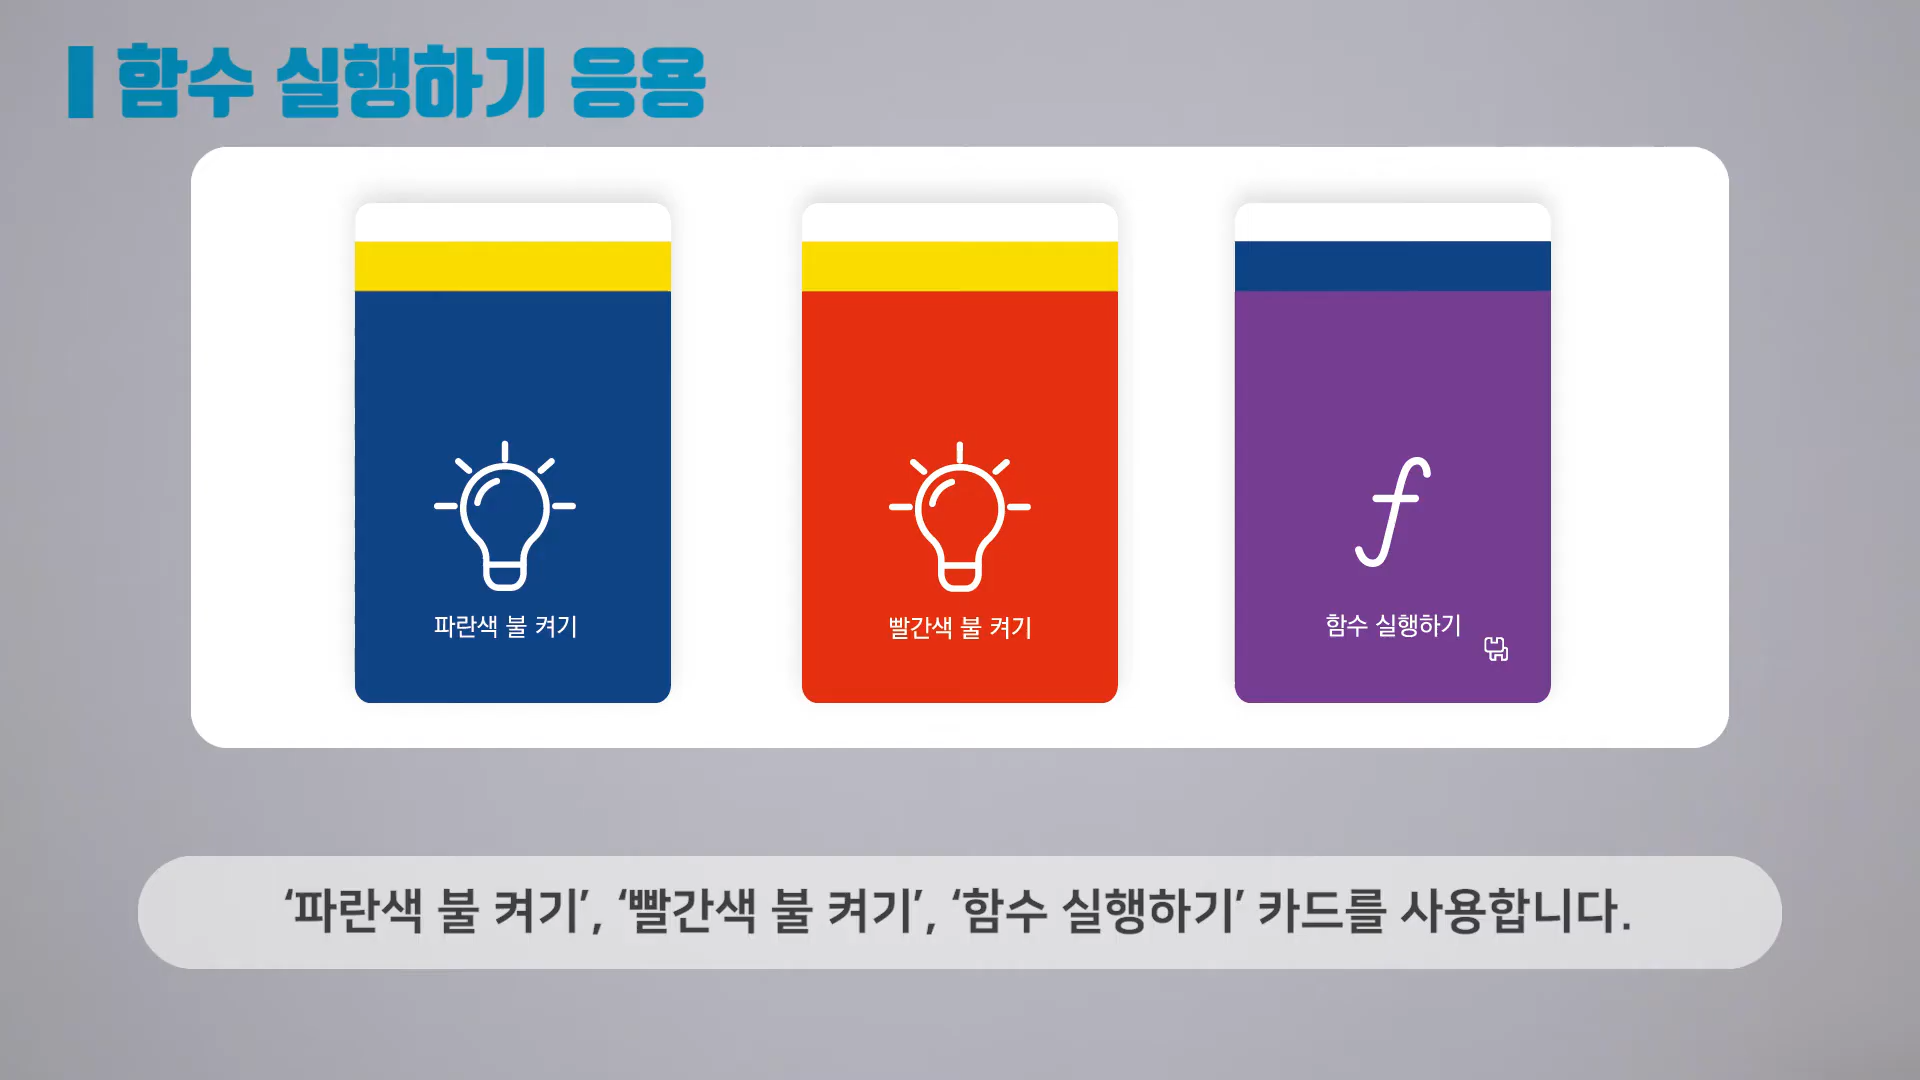 함수 실행하기 응용
파란색 불 켜기
빨간색 불 켜기
f
함수 실행하기
‘파란색 불 켜기’, ‘빨간색 불 켜기’, ‘함수 실행하기’ 카드를 사용합니다.